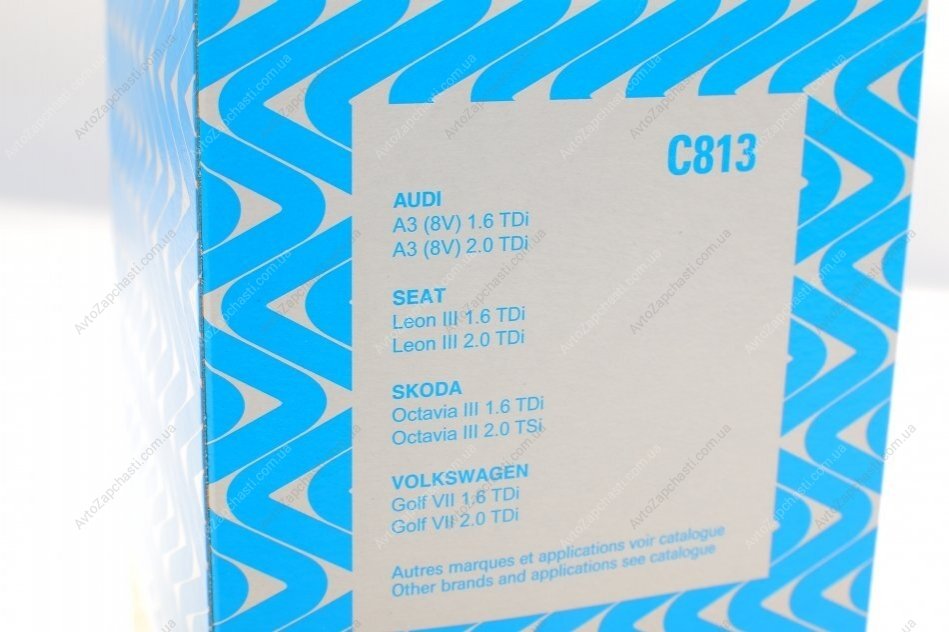 C813
AUDI
A3 (8V) 1.6 TDi
A3 (8V) 2.0 TDi
SEAT
Leon III 1.6 TDi
Leon III 2.0 TDi
SKODA
Octavia III 1.6 TDi
Octavia III 2.0 TSi
VOLKSWAGEN
Golf VII 1.6 TDi
Golf VII 2.0 TDi
Autres marques et applications voir catalogue
Other brands and applications see catalogue
AvtoZapchasti.com.ua